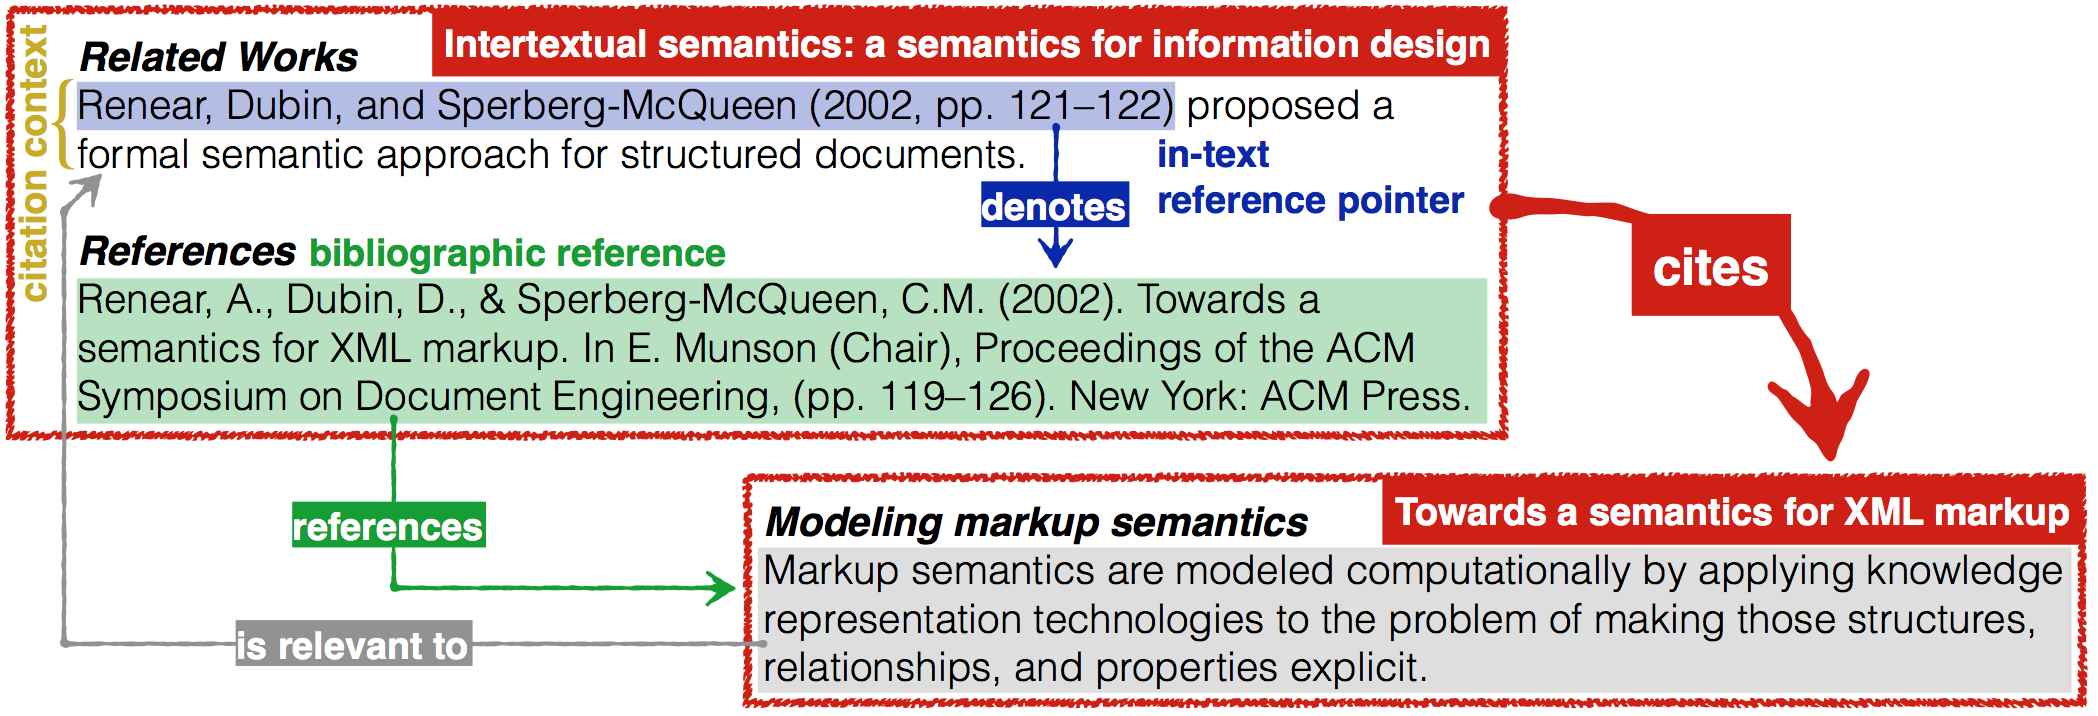 Intertextual semantics: a semantics for information design
citation context
Related Works
Renear, Dubin, and Sperberg-McQueen (2002, pp. 121–122) proposed a
formal semantic approach for structured documents.
in-text
reference pointer
denotes
cites
References bibliographic reference
Renear, A., Dubin, D., & Sperberg-McQueen, C.M. (2002). Towards a
semantics for XML markup. In E. Munson (Chair), Proceedings of the ACM
Symposium on Document Engineering, (pp. 119–126). New York: ACM Press.
references
is relevant to
Towards a semantics for XML markup
Modeling markup semantics
Markup semantics are modeled computationally by applying knowledge
representation technologies to the problem of making those structures,
relationships, and properties explicit.